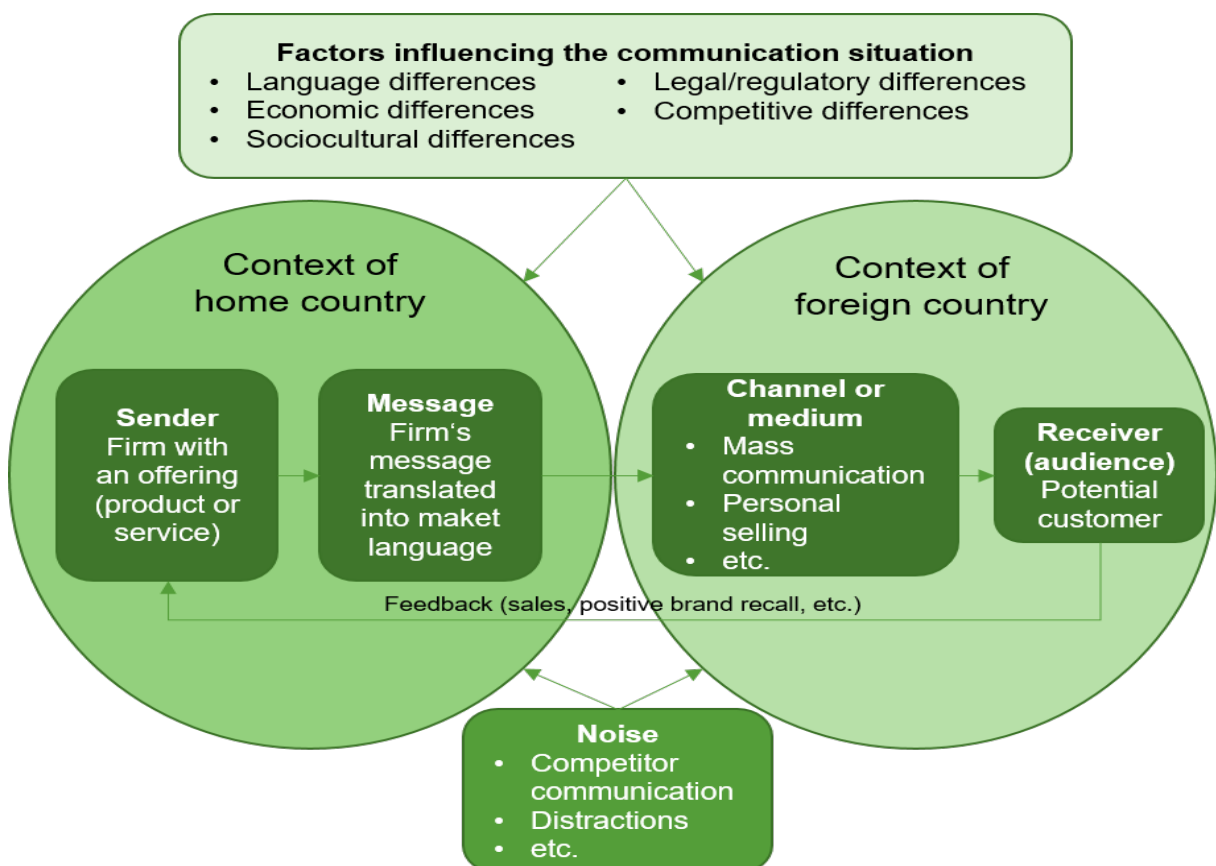 Factors influencing the communication situation
• Language differences
• Economic differences
• Sociocultural differences
• Legal/regulatory differences
• Competitive differences
Context of
home country
Context of
foreign country
Sender
Firm with
an offering
(product or
service)
Message
Firm‘s
message
translated
into maket
language
Channel or
medium
• Mass
communication
• Personal
selling
• etc.
Receiver
(audience)
Potential
customer
Feedback (sales, positive brand recall, etc.)
Noise
• Competitor
communication
• Distractions
• etc.